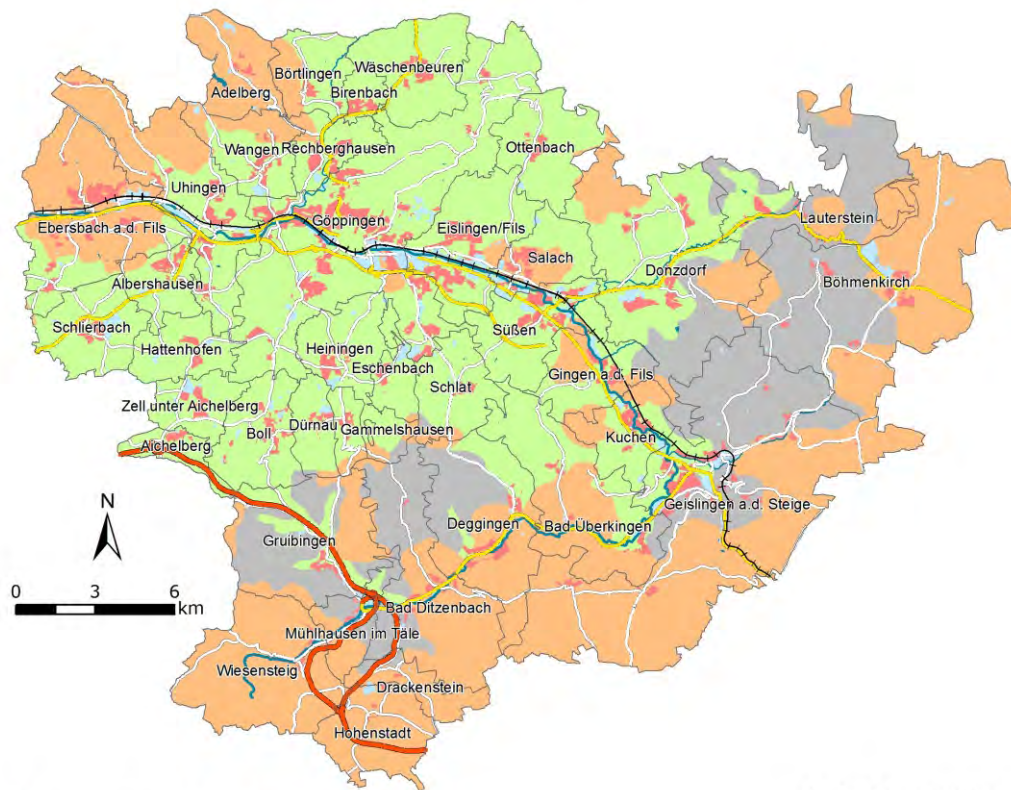 Börtlingen
Wäschenbeuren
Adelberg
Birenbach
Wangen
Rechberghausen
Ottenbach
Uhingen
Göppingen
Ebersbach a.d. Fils
Eislingen/Fils
Lauterstein
Salach
Donzdorf
Albershausen
Böhmenkirch
Schlierbach
Süßen
Hattenhofen
Heiningen
Eschenbach
Gingen a.d. Fils
Schlat
Zell unter Aichelberg
Boll
Dürnau
Gammelshausen
Kuchen
Aichelberg
Geislingen a.d. Steige
N
Deggingen
Bad Überkingen
Gruibingen
0 3 6
km
Bad Ditzenbach
Mühlhausen im Täle
Wiesensteig
Drackenstein
Hohenstadt